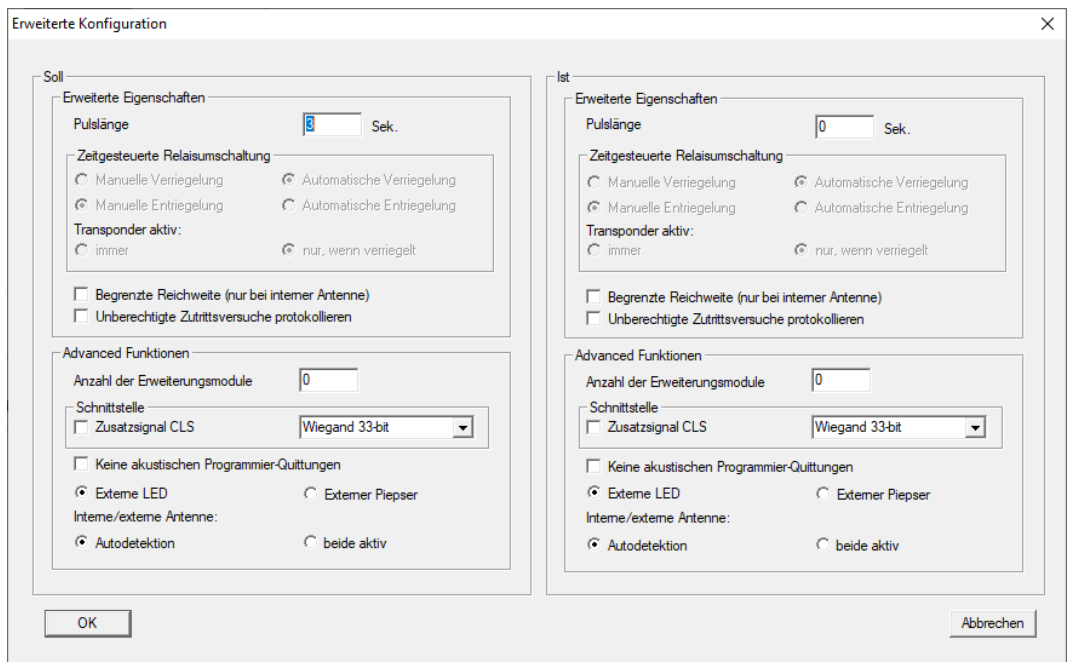 Erweiterte Konfiguration
Soll
Erweiterte Eigenschaften
Pulslänge 3 Sek.
Zeitgesteuerte Relaisumschaltung
Manuelle Verriegelung Automatische Verriegelung
Manuelle Entriegelung Automatische Entriegelung
Transponder aktiv:
immer nur, wenn verriegelt
Begrenzte Reichweite (nur bei interner Antenne)
Unberechtigte Zutrittsversuche protokollieren
Advanced Funktionen
Anzahl der Erweiterungsmodule 0
Schnittstelle
Zusatzsignal CLS Wiegand 33-bit
Keine akustischen Programmier-Quittungen
Externe LED Externer Piepser
Interne/externe Antenne:
Autodetektion beide aktiv
Ist
Erweiterte Eigenschaften
Pulslänge 0 Sek.
Zeitgesteuerte Relaisumschaltung
Manuelle Verriegelung Automatische Verriegelung
Manuelle Entriegelung Automatische Entriegelung
Transponder aktiv:
immer nur, wenn verriegelt
Begrenzte Reichweite (nur bei interner Antenne)
Unberechtigte Zutrittsversuche protokollieren
Advanced Funktionen
Anzahl der Erweiterungsmodule 0
Schnittstelle
Zusatzsignal CLS Wiegand 33-bit
Keine akustischen Programmier-Quittungen
Externe LED Externer Piepser
Interne/externe Antenne:
Autodetektion beide aktiv
OK Abbrechen